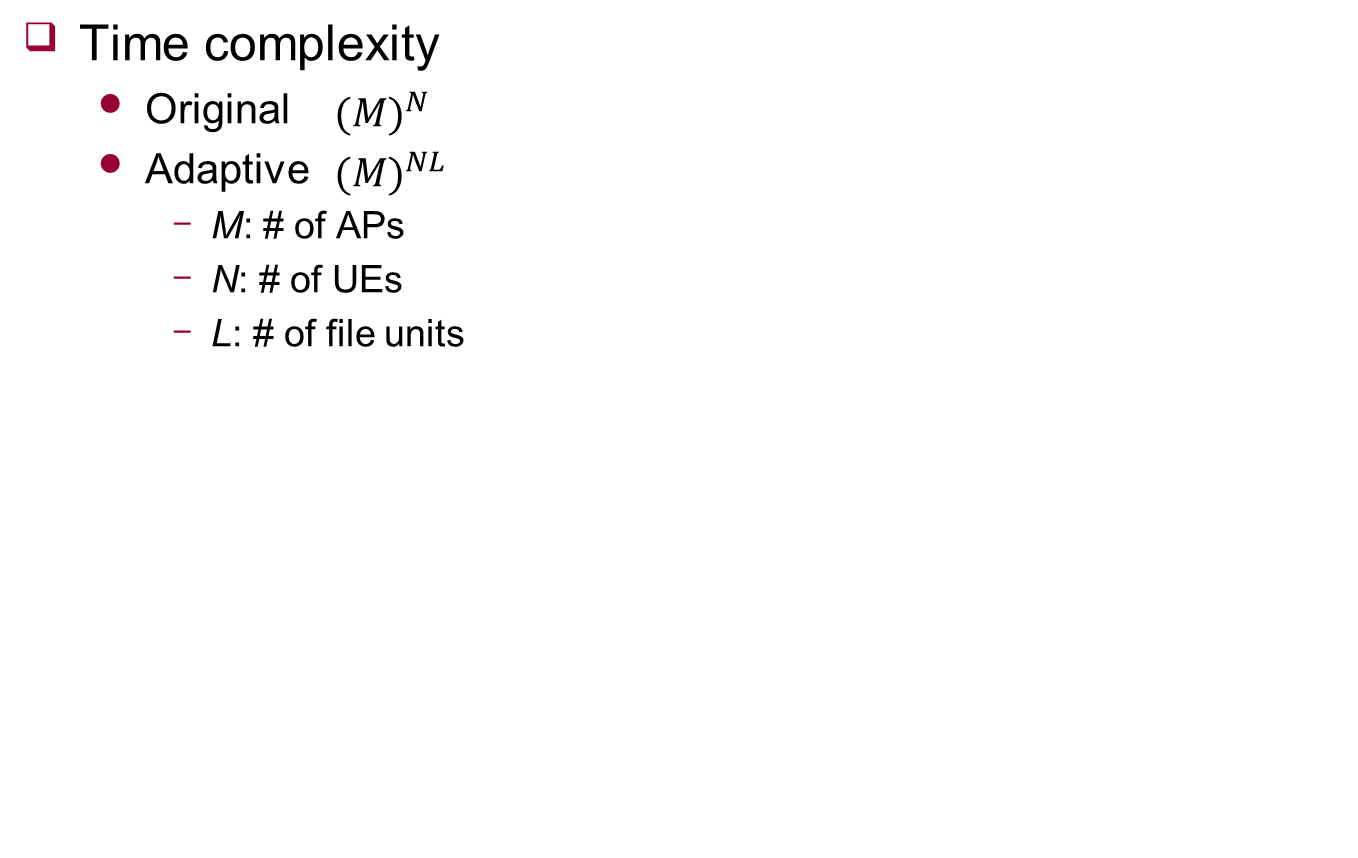 Time complexity
Original (M)^N
Adaptive (M)^{NL}
– M: # of APs
– N: # of UEs
– L: # of file units